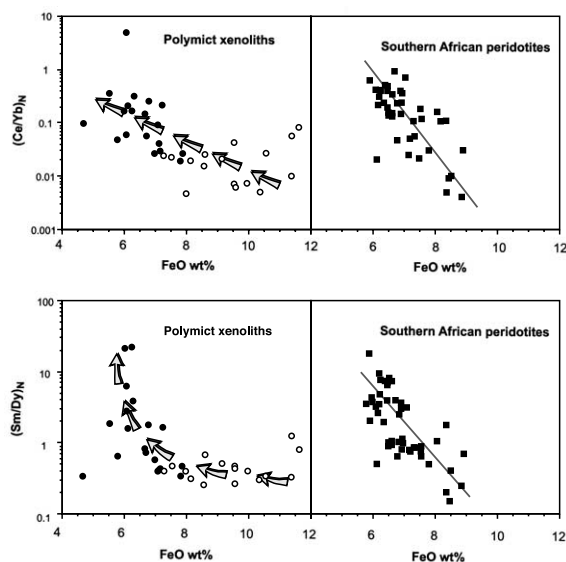 10
Polymict xenoliths
Southern African peridotites
1
(Ce/Yb)N
0.1
0.01
0.001
4 6 8 10 12 6 8 10 12
FeO wt% FeO wt%
100
Polymict xenoliths
Southern African peridotites
10
(Sm/Dy)N
1
0.1
4 6 8 10 12 6 8 10 12
FeO wt% FeO wt%